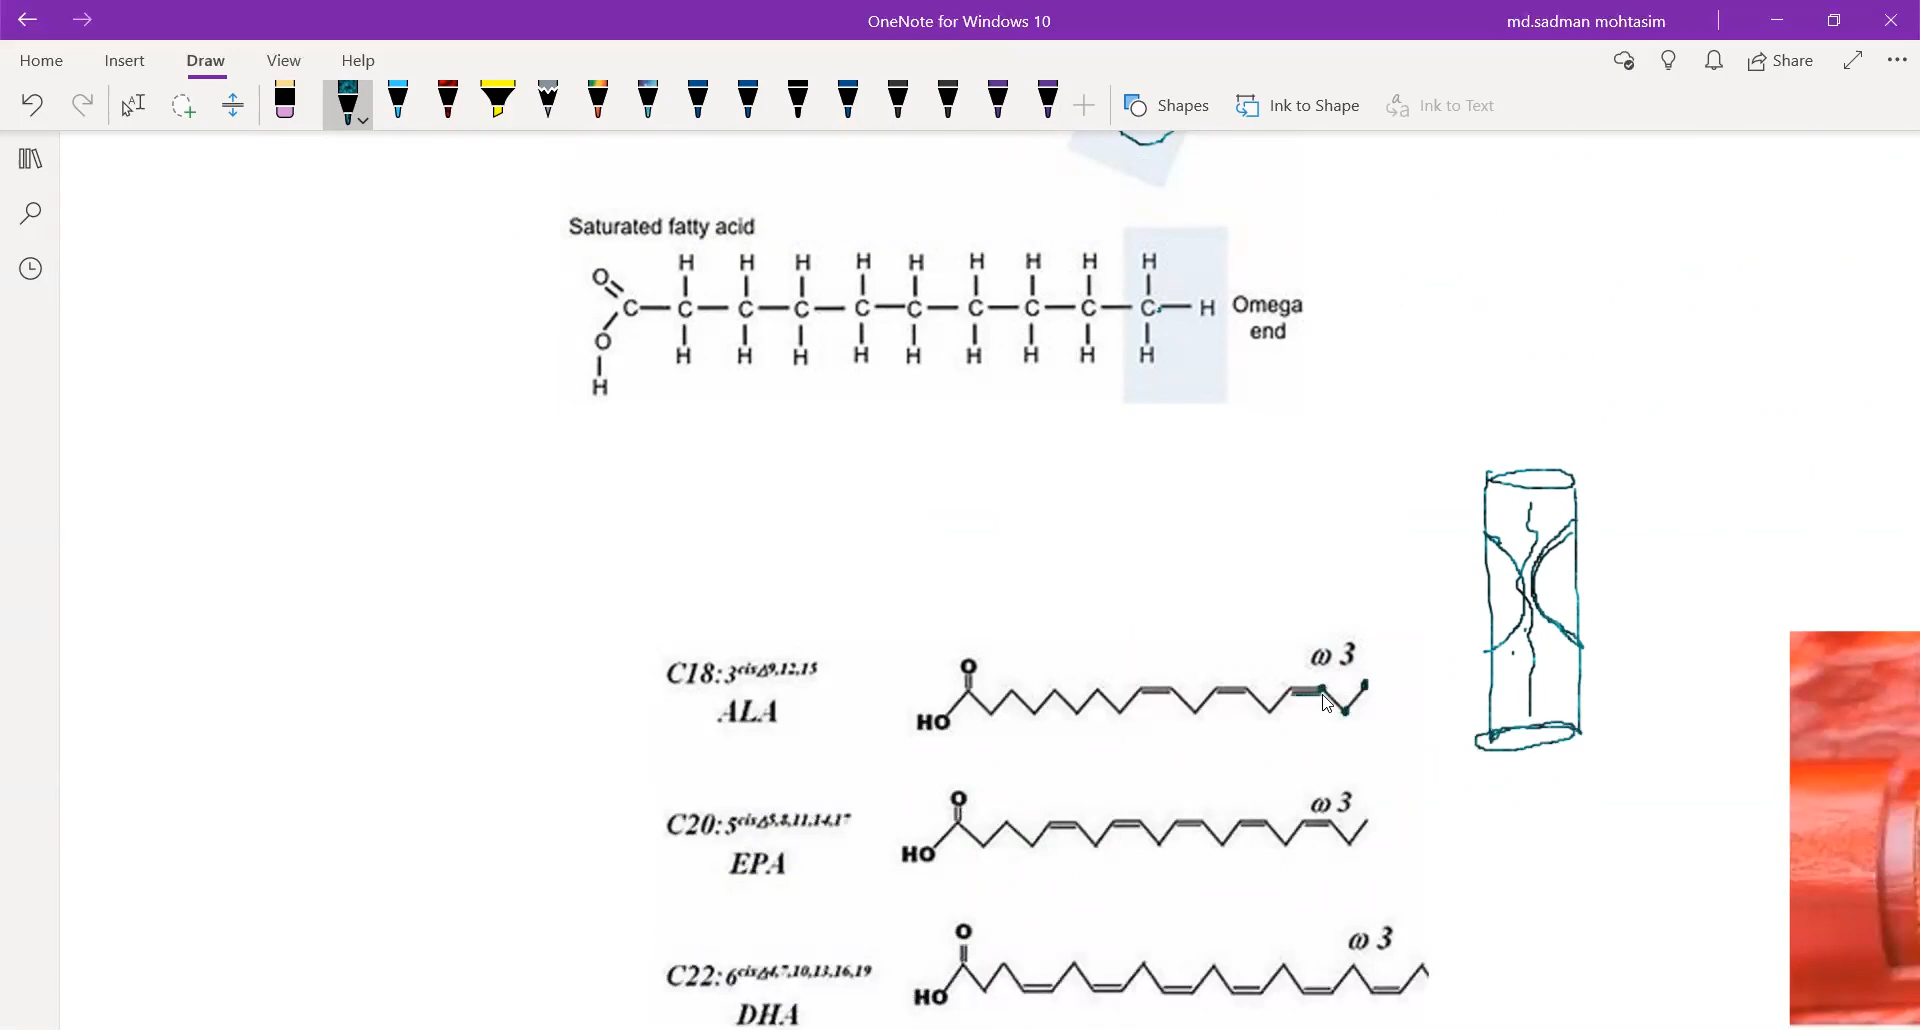 OneNote for Windows 10
md.sadman mohtasim
Home Insert Draw View Help
Share
Shapes Ink to Shape Ink to Text
Saturated fatty acid
H H H H H H H H H
O
C C C C C C C C C C H Omega
end
O
H H H H H H H H H
H
ω 3
C18:3cisΔ9,12,15 O
ALA HO
ω 3
O
C20:5cisΔ5,8,11,14,17
EPA HO
ω 3
O
C22:6cisΔ4,7,10,13,16,19
HO
DHA